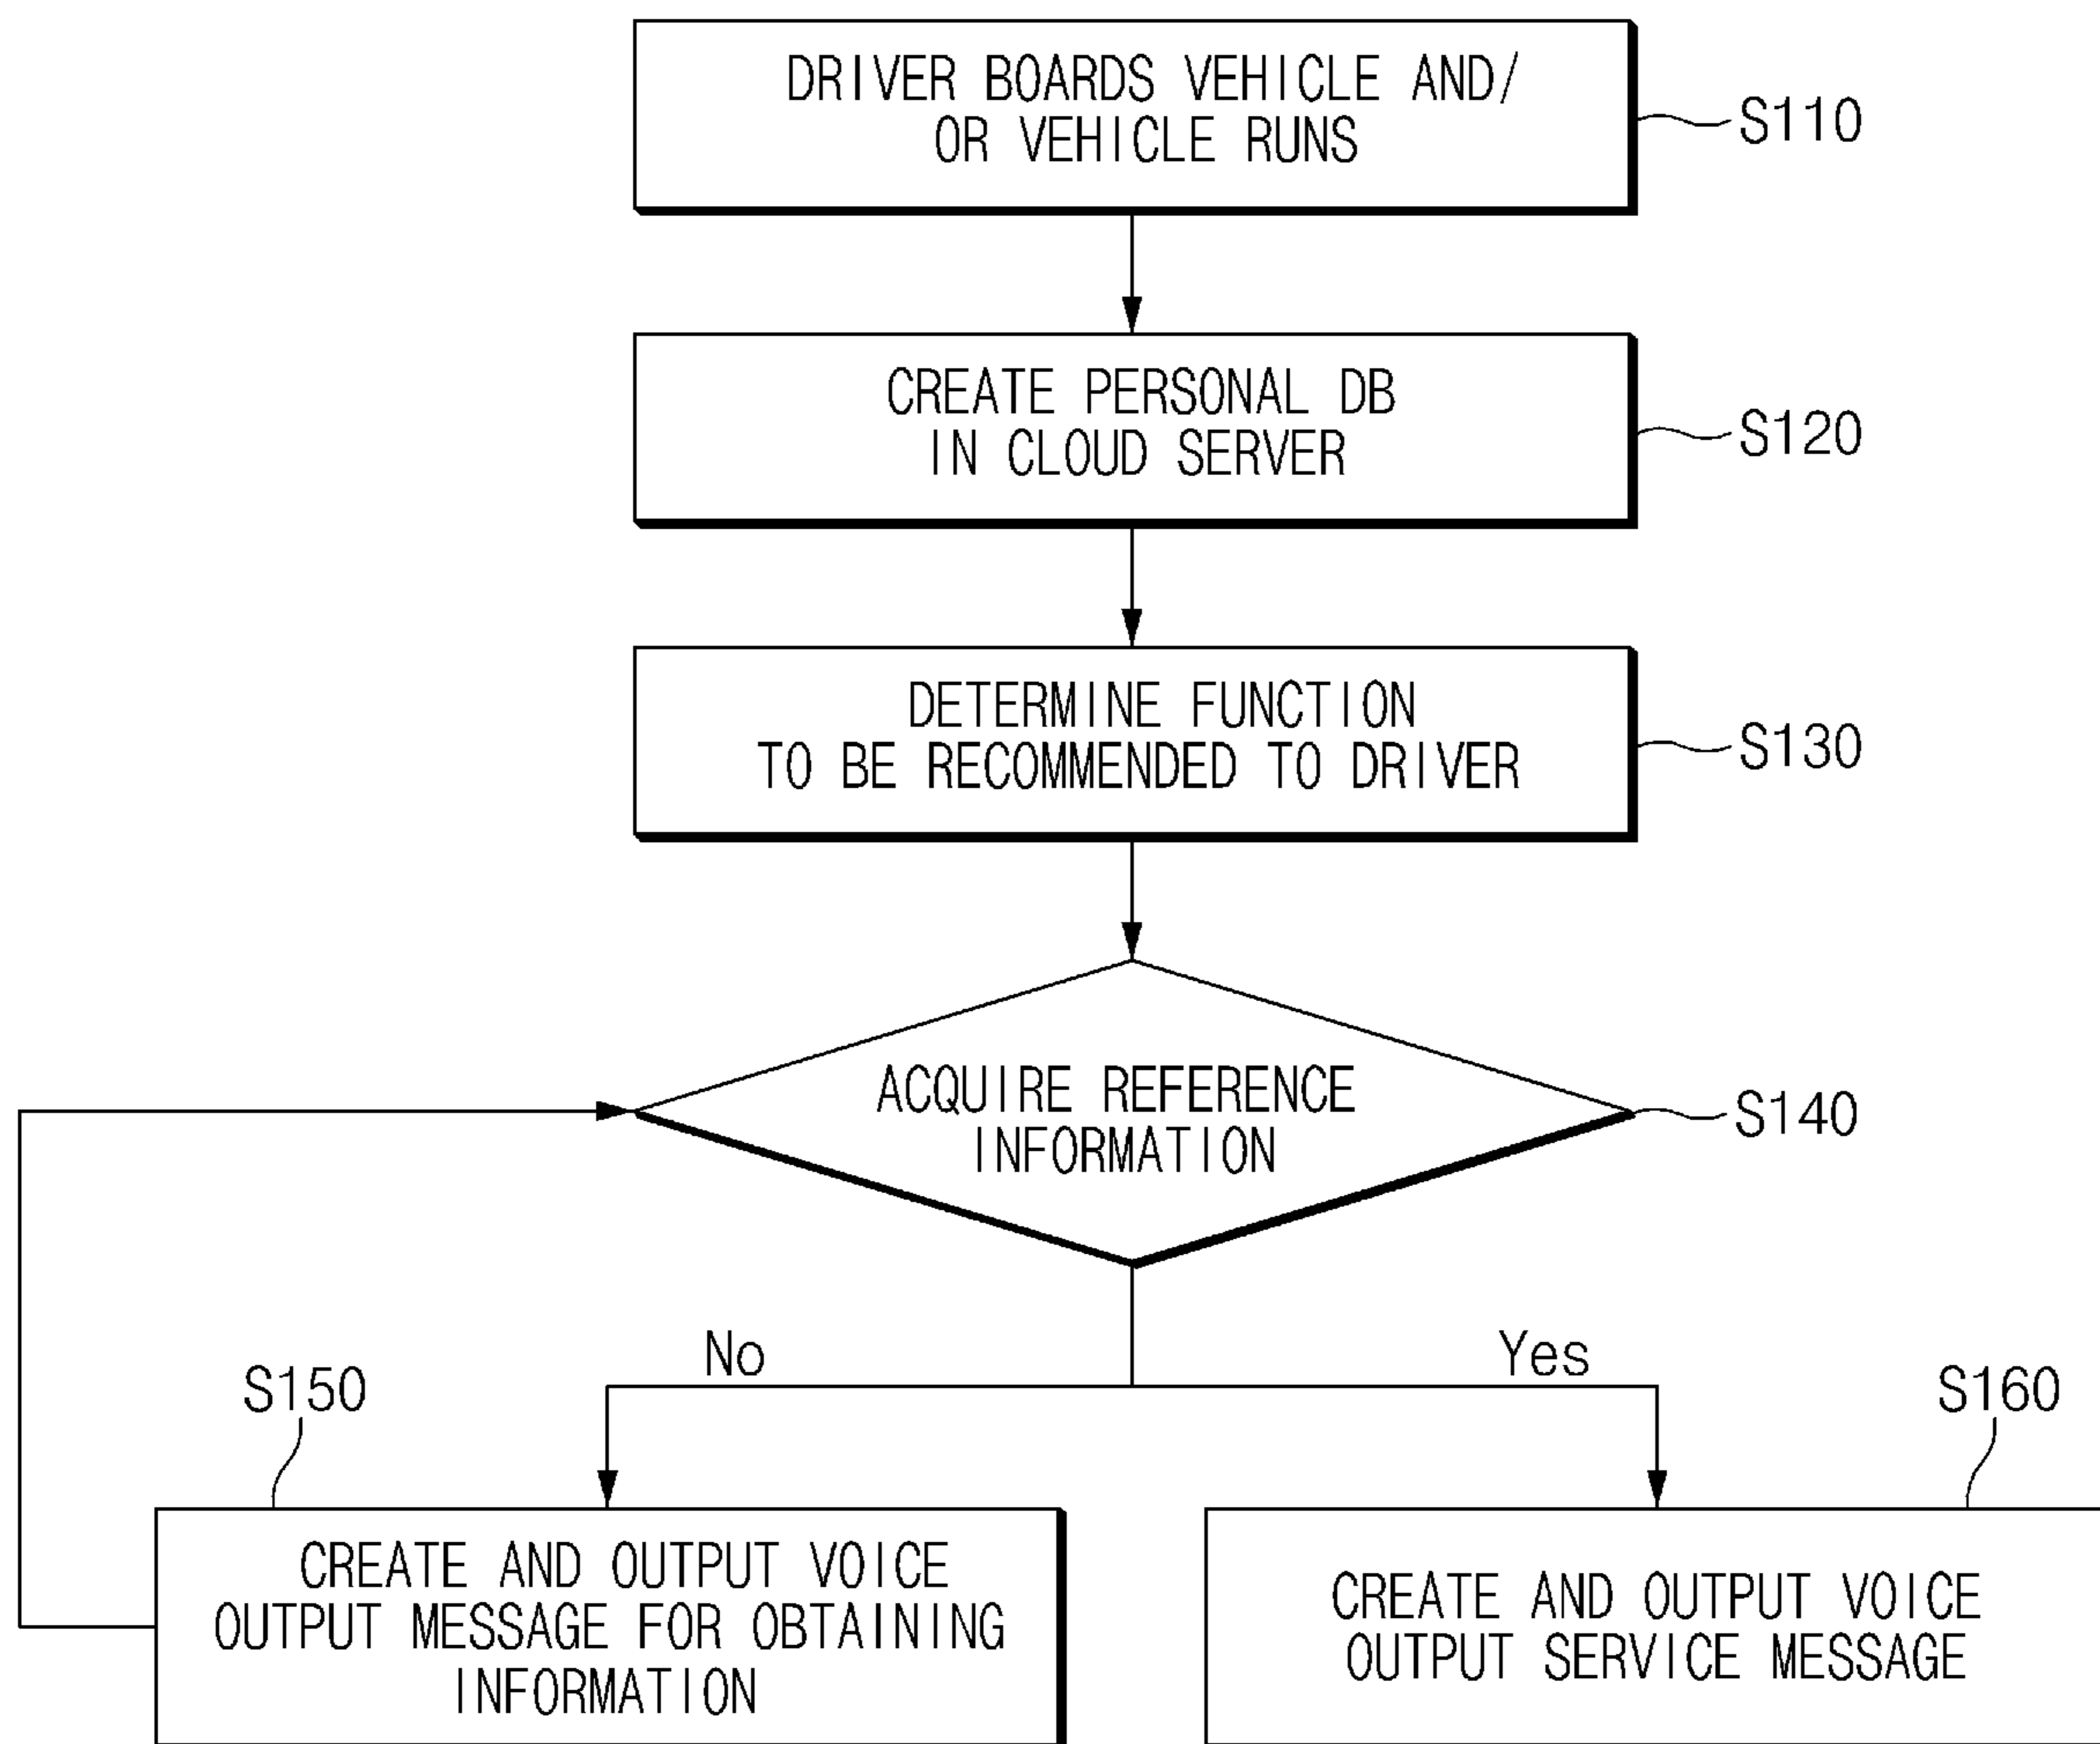 DRIVER BOARDS VEHICLE AND/
OR VEHICLE RUNS
S110
CREATE PERSONAL DB
IN CLOUD SERVER
S120
DETERMINE FUNCTION
TO BE RECOMMENDED TO DRIVER
S130
ACQUIRE REFERENCE
INFORMATION
S140
No
Yes
S150
S160
CREATE AND OUTPUT VOICE
OUTPUT MESSAGE FOR OBTAINING
INFORMATION
CREATE AND OUTPUT VOICE
OUTPUT SERVICE MESSAGE